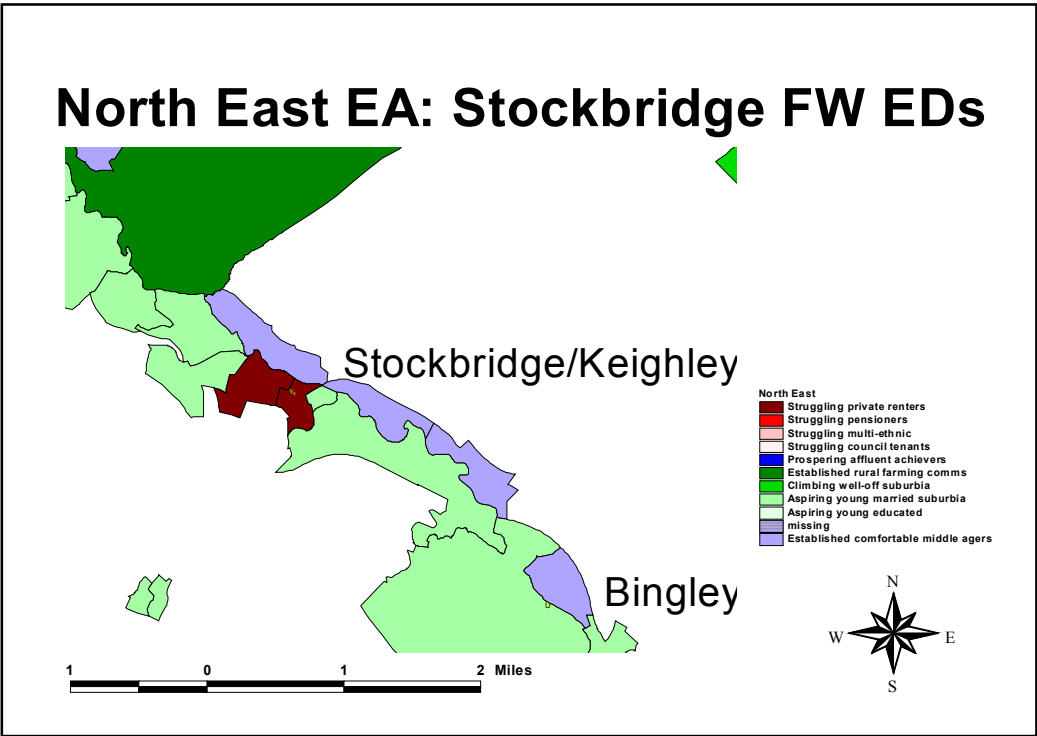 North East EA: Stockbridge FW EDs
Stockbridge/Keighley
North East
Struggling private renters
Struggling pensioners
Struggling multi-ethnic
Struggling council tenants
Prospering affluent achievers
Established rural farming comms
Climbing well-off suburbia
Aspiring young married suburbia
Aspiring young educated
missing
Established comfortable middle agers
Bingley
N
W E
S
1 0 1 2 Miles